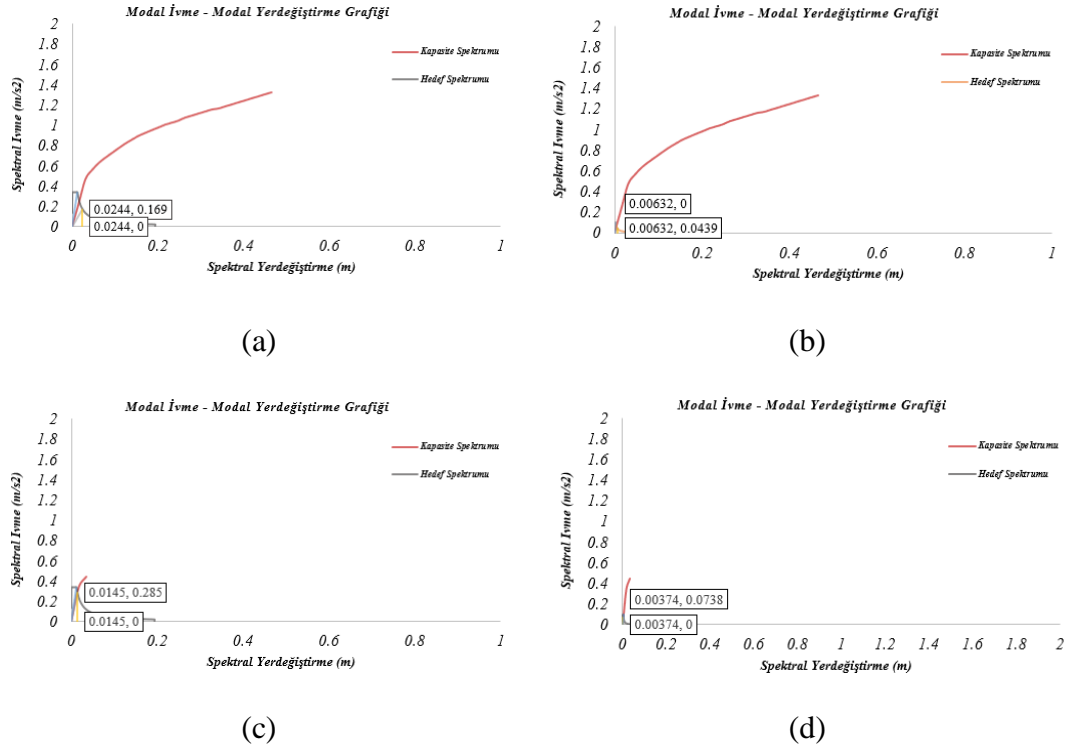 Modal İvme - Modal Yerdeğiştirme Grafiği
Spektral Ivme (m/s2)
2
1.8
1.6
1.4
1.2
1
0.8
0.6
0.4
0.2
0
Kapasite Spektrumu
Hedef Spektrumu
0.0244, 0.169
0.0244, 0
0 0.2 0.4 0.6 0.8 1
Spektral Yerdeğiştirme (m)
(a)
Modal İvme - Modal Yerdeğiştirme Grafiği
Spektral Ivme (m/s2)
2
1.8
1.6
1.4
1.2
1
0.8
0.6
0.4
0.2
0
Kapasite Spektrumu
Hedef Spektrumu
0.00632, 0
0.00632, 0.0439
0 0.2 0.4 0.6 0.8 1
Spektral Yerdeğiştirme (m)
(b)
Modal İvme - Modal Yerdeğiştirme Grafiği
Spektral Ivme (m/s2)
2
1.8
1.6
1.4
1.2
1
0.8
0.6
0.4
0.2
0
Kapasite Spektrumu
Hedef Spektrumu
0.0145, 0.285
0.0145, 0
0 0.2 0.4 0.6 0.8 1
Spektral Yerdeğiştirme (m)
(c)
Modal İvme - Modal Yerdeğiştirme Grafiği
Spektral Ivme (m/s2)
2
1.8
1.6
1.4
1.2
1
0.8
0.6
0.4
0.2
0
Kapasite Spektrumu
Hedef Spektrumu
0.00374, 0.0738
0.00374, 0
0 0.2 0.4 0.6 0.8 1 1.2 1.4 1.6 1.8 2
Spektral Yerdeğiştirme (m)
(d)